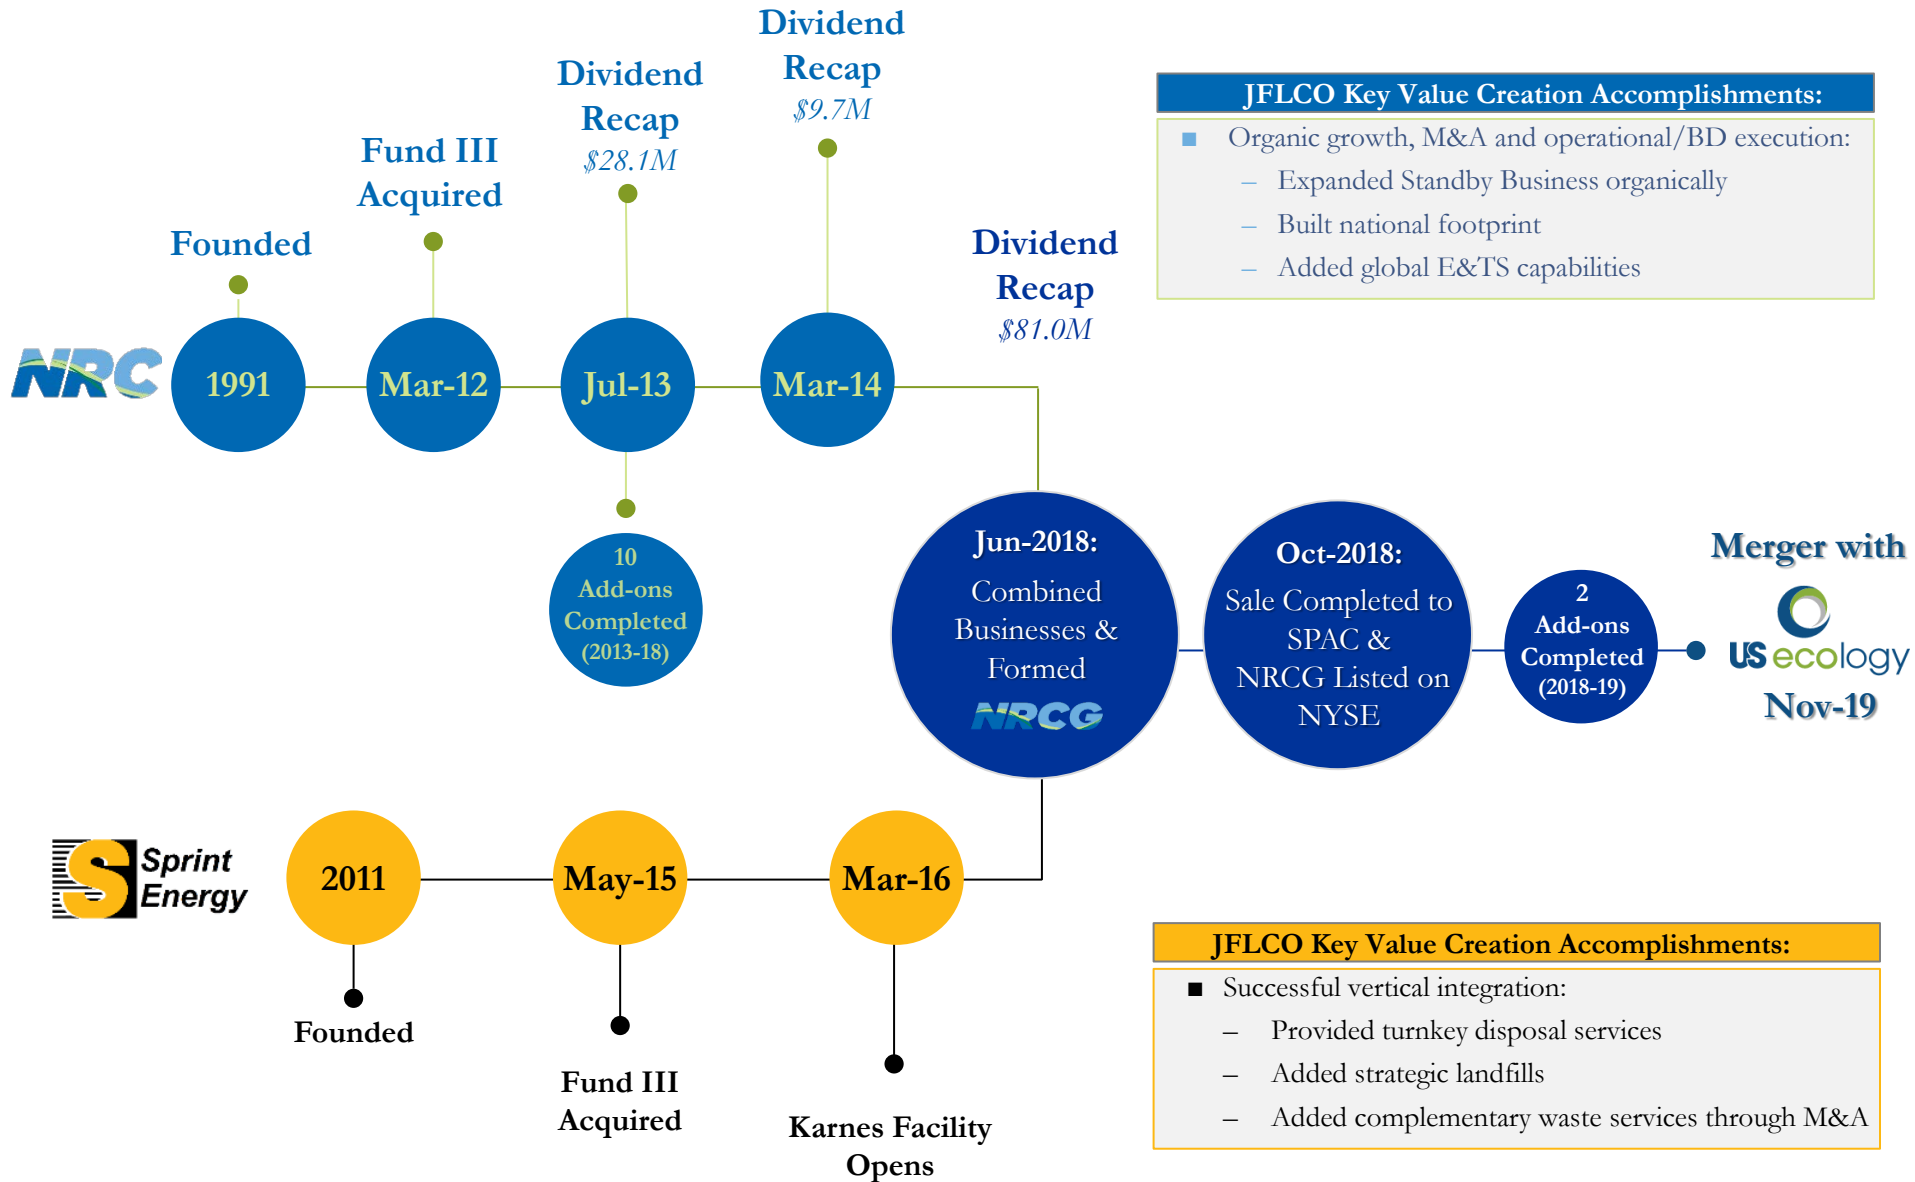 Dividend
Recap
$9.7M
Dividend
Recap
$28.1M
Fund III
Acquired
Founded
Dividend
Recap
$81.0M
JFLCO Key Value Creation Accomplishments:
■ Organic growth, M&A and operational/BD execution:
– Expanded Standby Business organically
– Built national footprint
– Added global E&TS capabilities
NRC
1991
Mar-12
Jul-13
Mar-14
10
Add-ons
Completed
(2013-18)
Jun-2018:
Combined
Businesses &
Formed
NRCG
Oct-2018:
Sale Completed to
SPAC &
NRCG Listed on
NYSE
2
Add-ons
Completed
(2018-19)
Merger with
US ecology
Nov-19
S Sprint
Energy
2011
May-15
Mar-16
Founded
Fund III
Acquired
Karnes Facility
Opens
JFLCO Key Value Creation Accomplishments:
■ Successful vertical integration:
– Provided turnkey disposal services
– Added strategic landfills
– Added complementary waste services through M&A